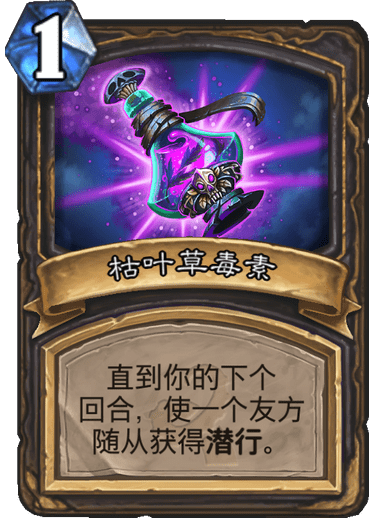 1
枯叶草毒素
直到你的下个
回合，使一个友方
随从获得潜行。